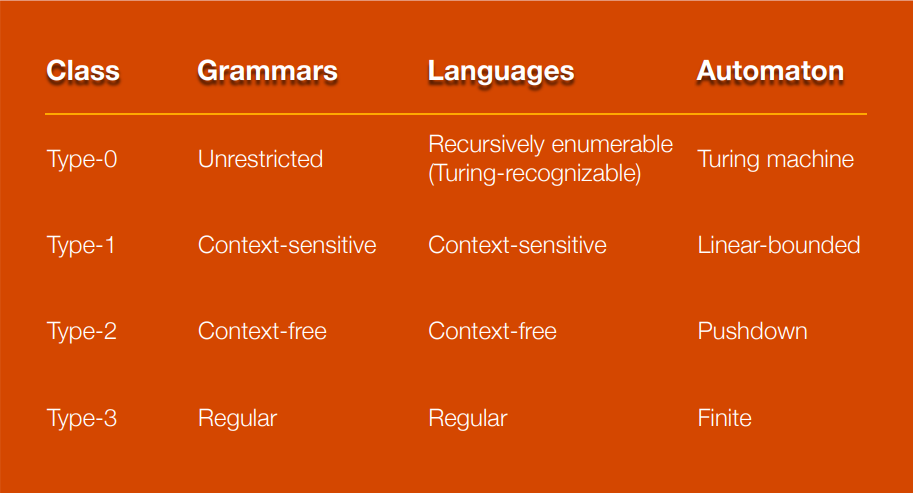 Class Grammars Languages Automaton
Type-0 Unrestricted Recursively enumerable (Turing-recognizable) Turing machine
Type-1 Context-sensitive Context-sensitive Linear-bounded
Type-2 Context-free Context-free Pushdown
Type-3 Regular Regular Finite